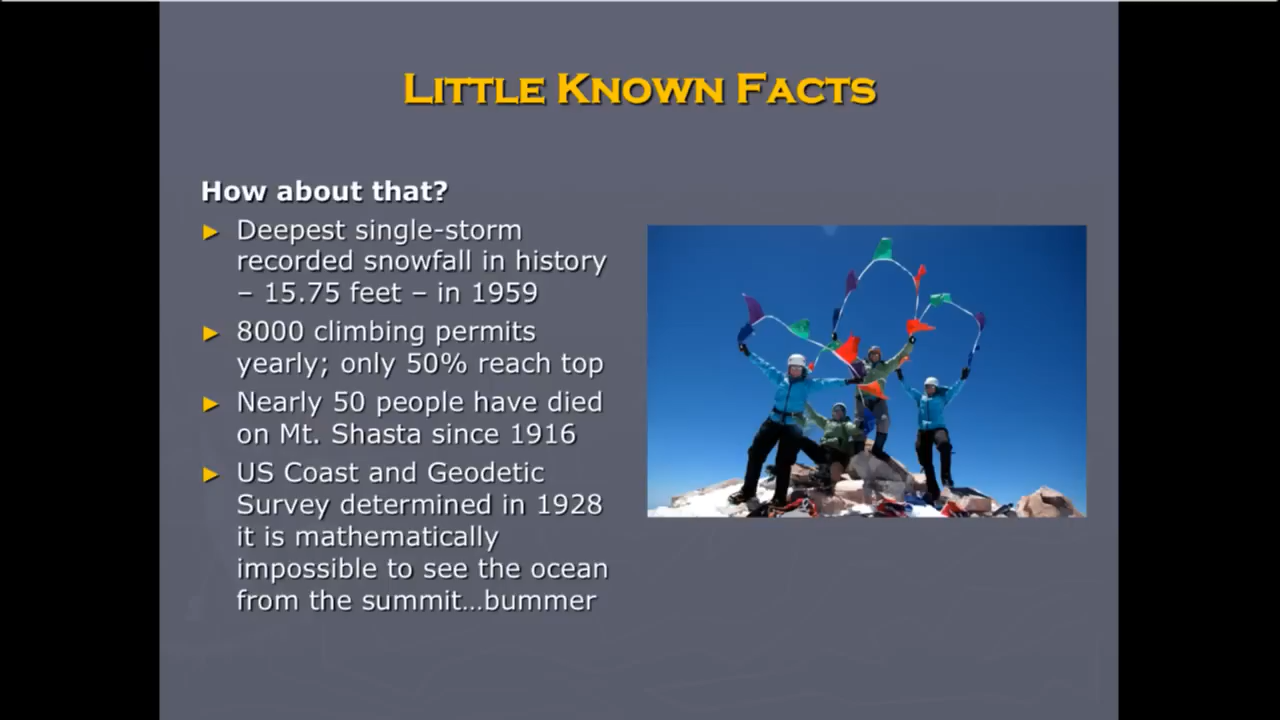 LITTLE KNOWN FACTS
How about that?
► Deepest single-storm
recorded snowfall in history
– 15.75 feet – in 1959
► 8000 climbing permits
yearly; only 50% reach top
► Nearly 50 people have died
on Mt. Shasta since 1916
► US Coast and Geodetic
Survey determined in 1928
it is mathematically
impossible to see the ocean
from the summit…bummer